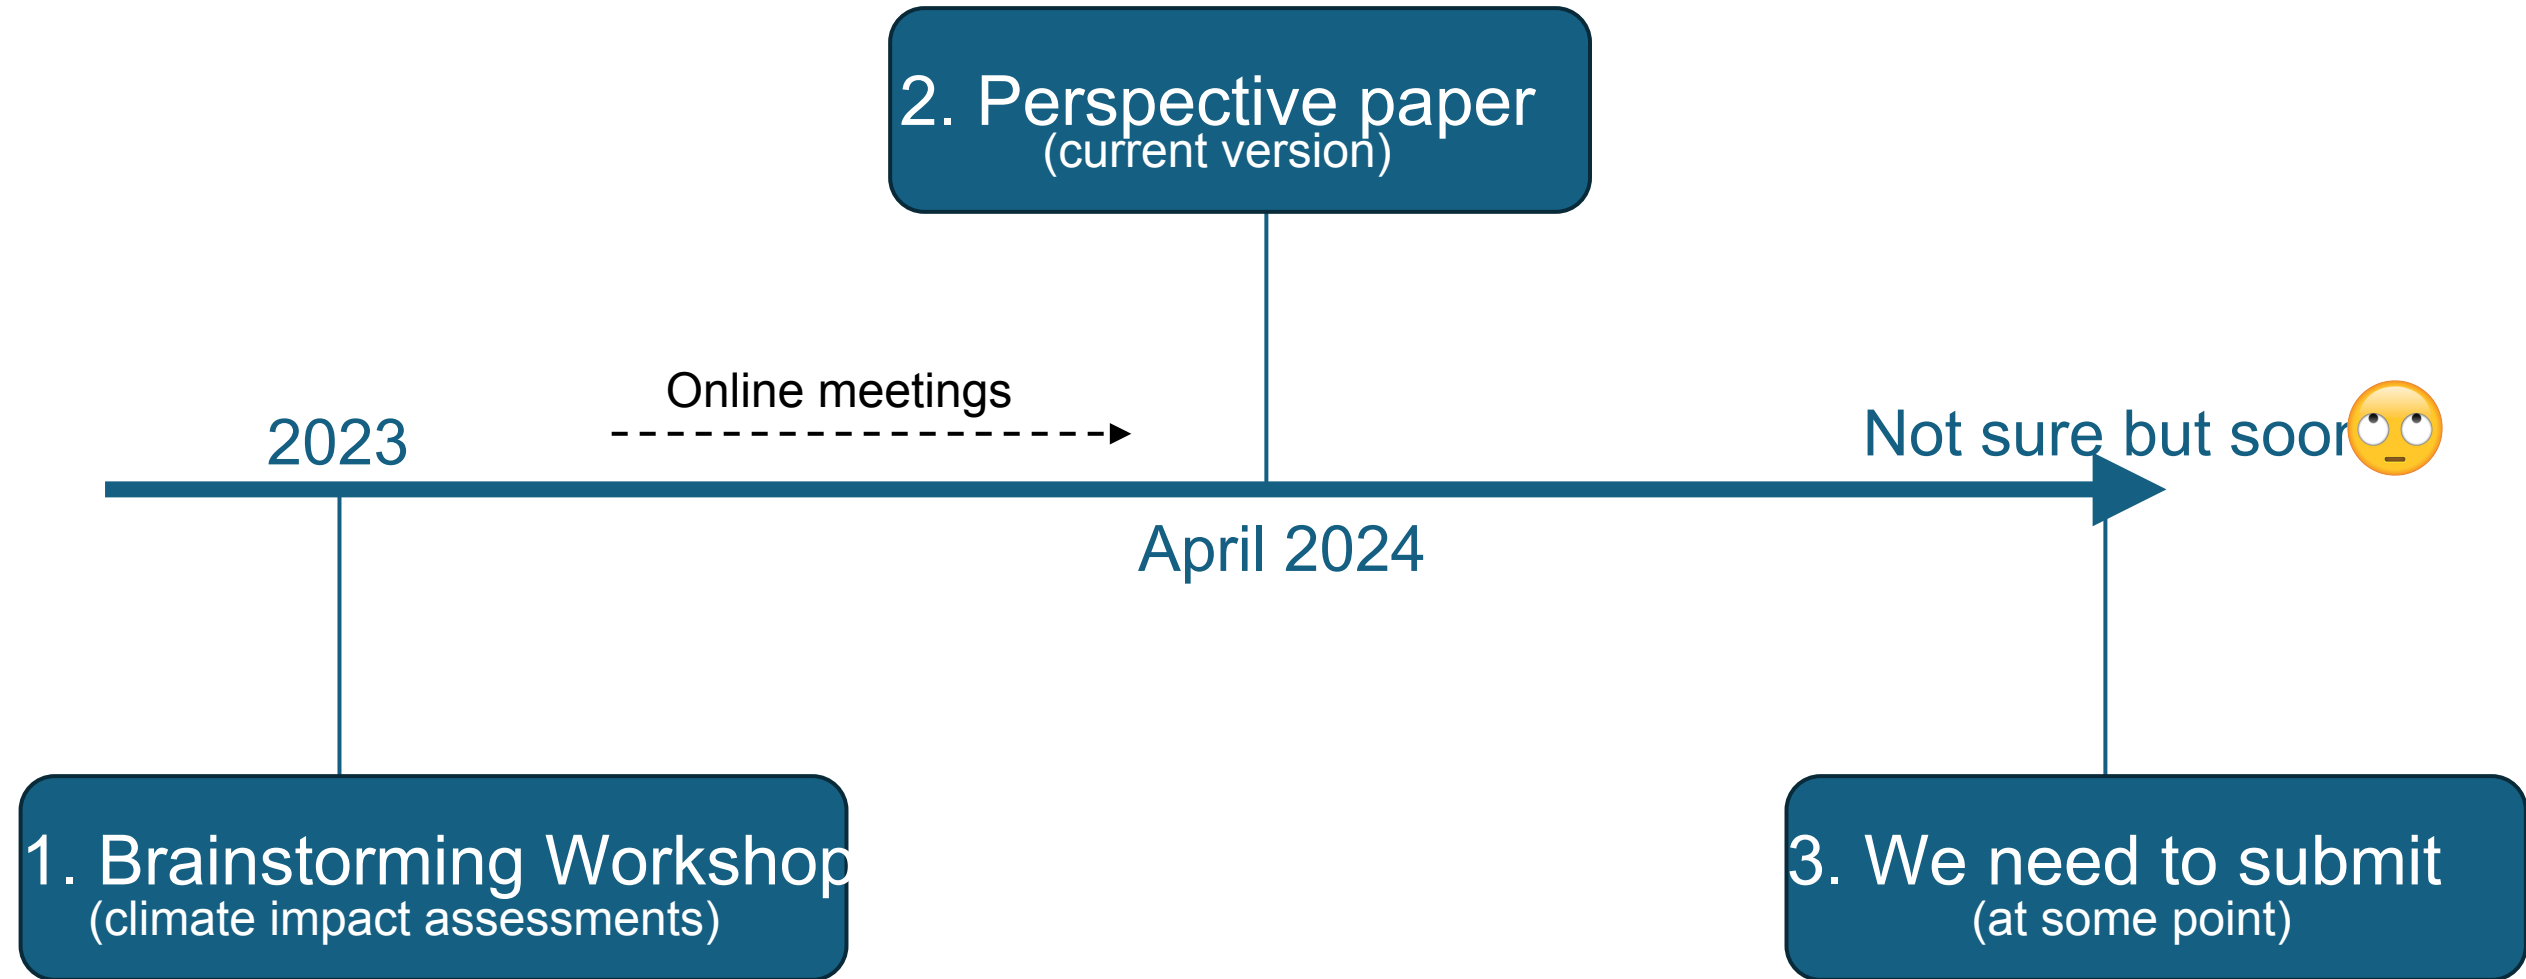 2. Perspective paper
(current version)
Online meetings
2023
Not sure but soon
April 2024
1. Brainstorming Workshop
(climate impact assessments)
3. We need to submit
(at some point)